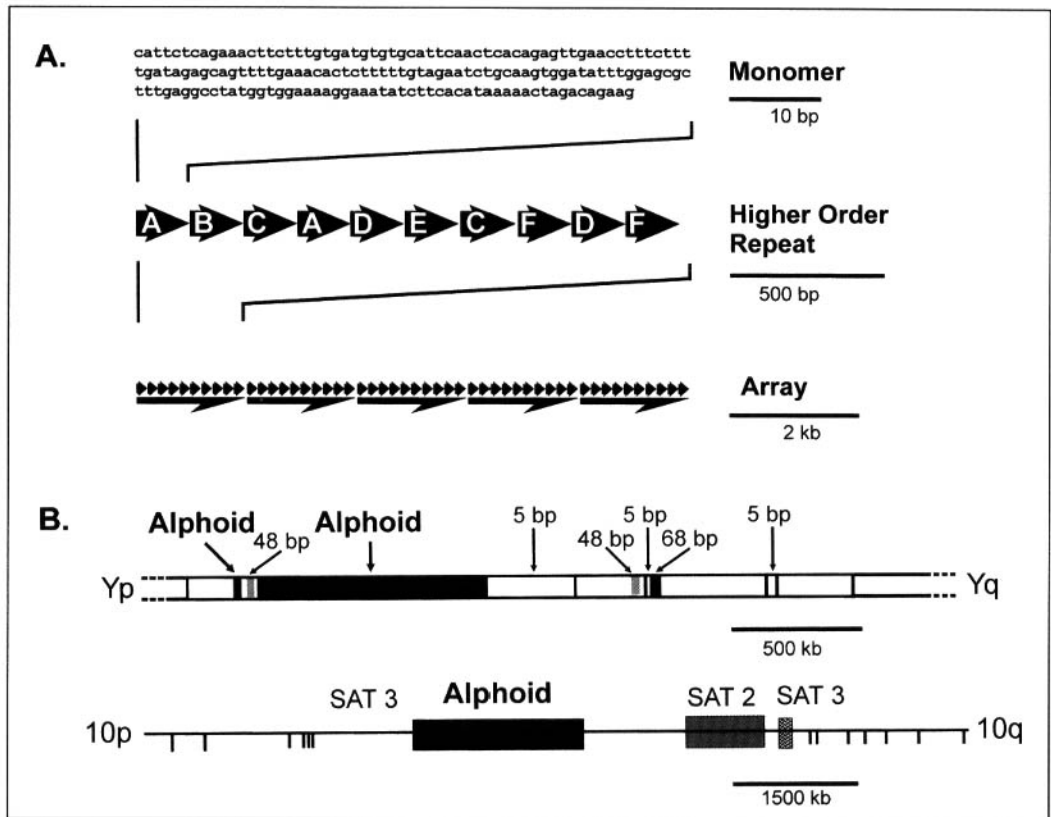 A.
cattctcagaaacttctttgtgatgtgtgcattcaactcacagagttgaacctttcttt
tgatagagcagttttgaaacactctttttgtagaatctgcaagtggatatttggagcgc
tttgaggcctatggtggaaaaggaaatatcttcacataaaaactagacagaag
Monomer
10 bp
A B C A D E C F D F
Higher Order
Repeat
500 bp
Array
2 kb
B.
Alphoid
48 bp
Alphoid
5 bp
48 bp
5 bp
68 bp
5 bp
Yp
Yq
500 kb
SAT 3
Alphoid
SAT 2
SAT 3
10p
10q
1500 kb